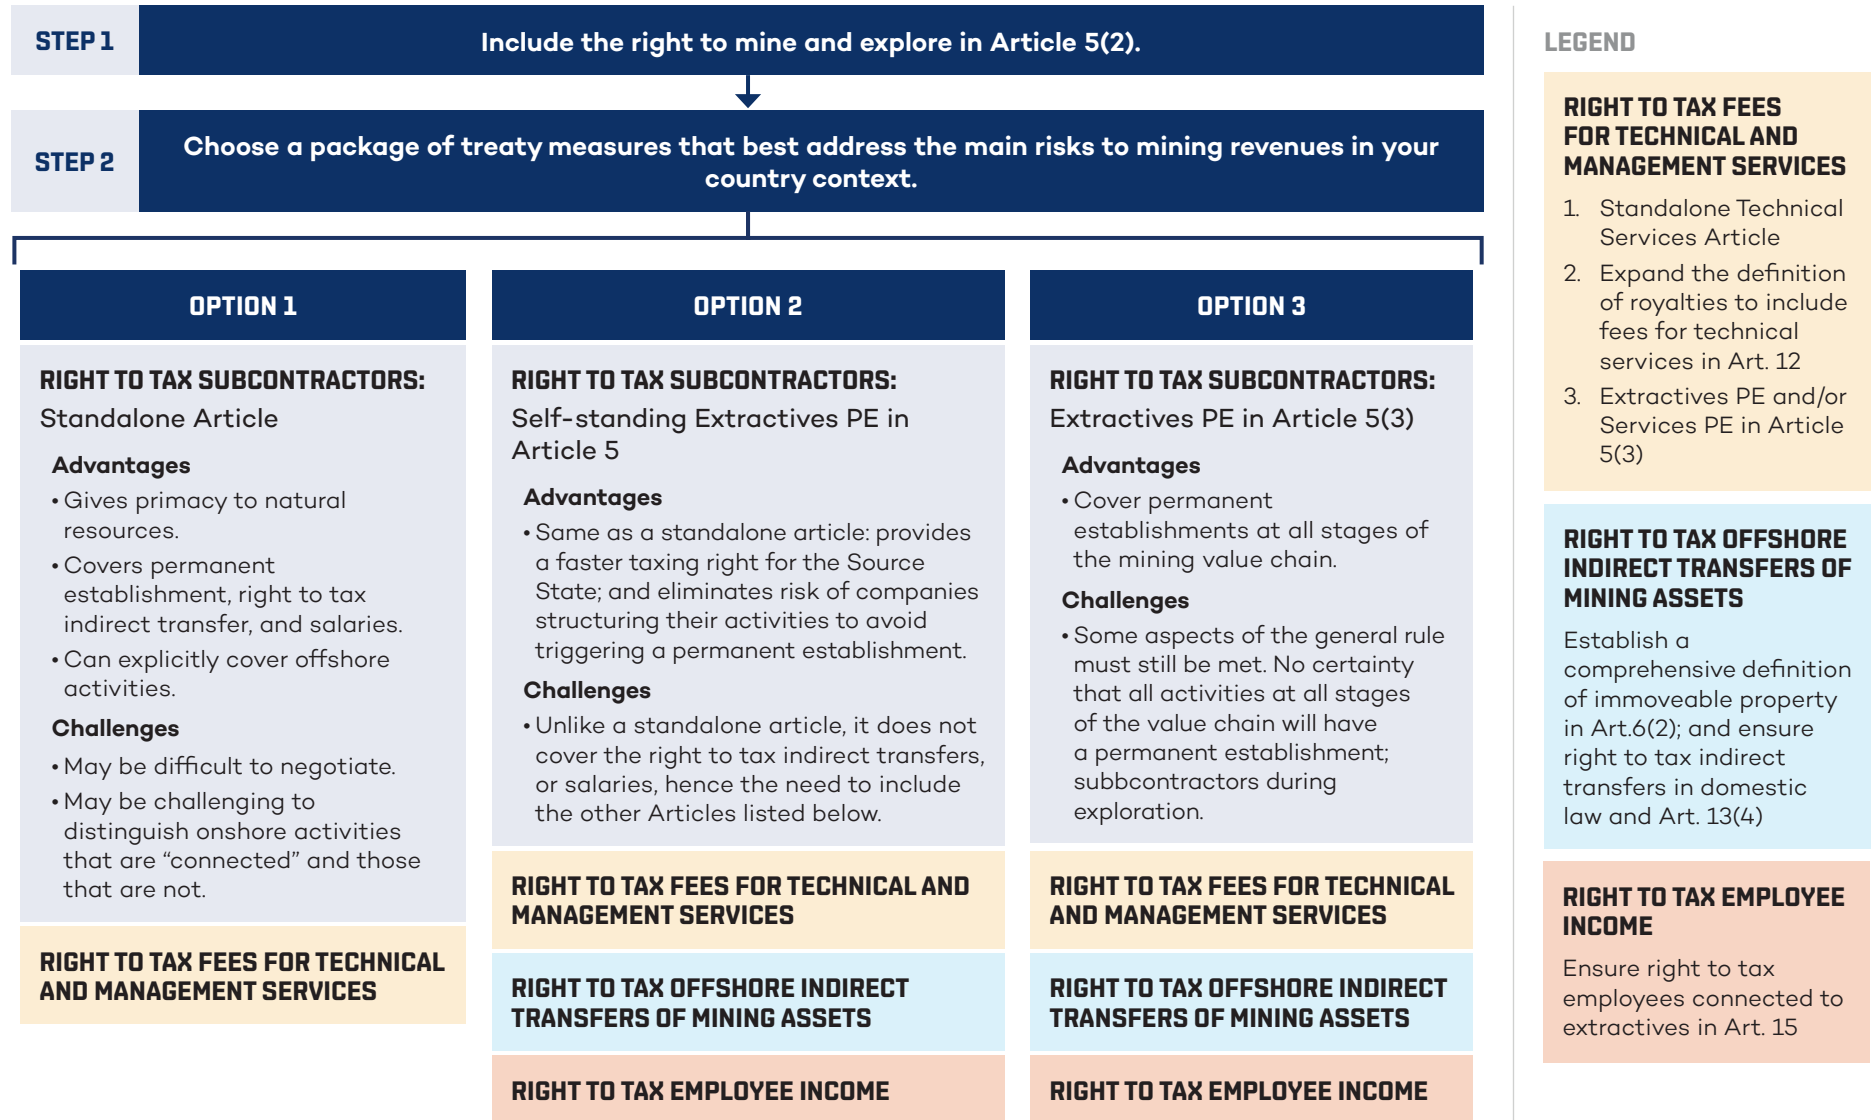 STEP 1
Include the right to mine and explore in Article 5(2).
STEP 2
Choose a package of treaty measures that best address the main risks to mining revenues in your
country context.
OPTION 1
RIGHT TO TAX SUBCONTRACTORS:
Standalone Article
Advantages
• Gives primacy to natural
resources.
• Covers permanent
establishment, right to tax
indirect transfer, and salaries.
• Can explicitly cover offshore
activities.
Challenges
• May be difficult to negotiate.
• May be challenging to
distinguish onshore activities
that are “connected” and those
that are not.
RIGHT TO TAX FEES FOR TECHNICAL
AND MANAGEMENT SERVICES
OPTION 2
RIGHT TO TAX SUBCONTRACTORS:
Self-standing Extractives PE in
Article 5
Advantages
• Same as a standalone article: provides
a faster taxing right for the Source
State; and eliminates risk of companies
structuring their activities to avoid
triggering a permanent establishment.
Challenges
• Unlike a standalone article, it does not
cover the right to tax indirect transfers,
or salaries, hence the need to include
the other Articles listed below.
RIGHT TO TAX FEES FOR TECHNICAL AND
MANAGEMENT SERVICES
RIGHT TO TAX OFFSHORE INDIRECT
TRANSFERS OF MINING ASSETS
RIGHT TO TAX EMPLOYEE INCOME
OPTION 3
RIGHT TO TAX SUBCONTRACTORS:
Extractives PE in Article 5(3)
Advantages
• Cover permanent
establishments at all stages of
the mining value chain.
Challenges
• Some aspects of the general rule
must still be met. No certainty
that all activities at all stages
of the value chain will have
a permanent establishment;
subbcontractors during
exploration.
RIGHT TO TAX FEES FOR TECHNICAL
AND MANAGEMENT SERVICES
RIGHT TO TAX OFFSHORE INDIRECT
TRANSFERS OF MINING ASSETS
RIGHT TO TAX EMPLOYEE INCOME
LEGEND
RIGHT TO TAX FEES
FOR TECHNICAL AND
MANAGEMENT SERVICES
1. Standalone Technical
Services Article
2. Expand the definition
of royalties to include
fees for technical
services in Art. 12
3. Extractives PE and/or
Services PE in Article
5(3)
RIGHT TO TAX OFFSHORE
INDIRECT TRANSFERS OF
MINING ASSETS
Establish a
comprehensive definition
of immoveable property
in Art.6(2); and ensure
right to tax indirect
transfers in domestic
law and Art. 13(4)
RIGHT TO TAX EMPLOYEE
INCOME
Ensure right to tax
employees connected to
extractives in Art. 15